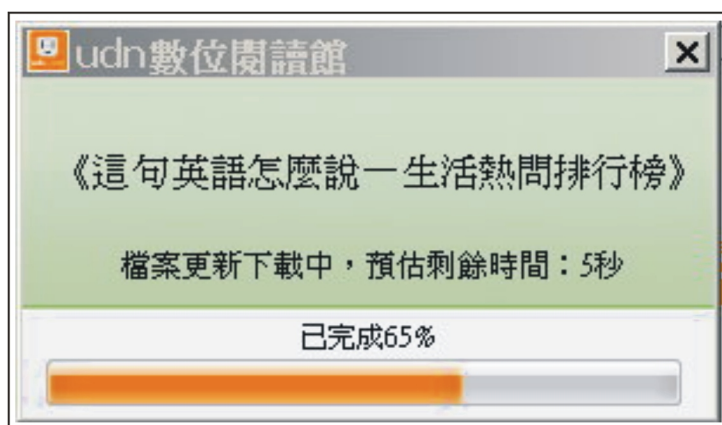 udn數位閱讀館
《這句英語怎麼說一生活熱問排行榜》
檔案更新下載中，預估剩餘時間：5秒
已完成65%